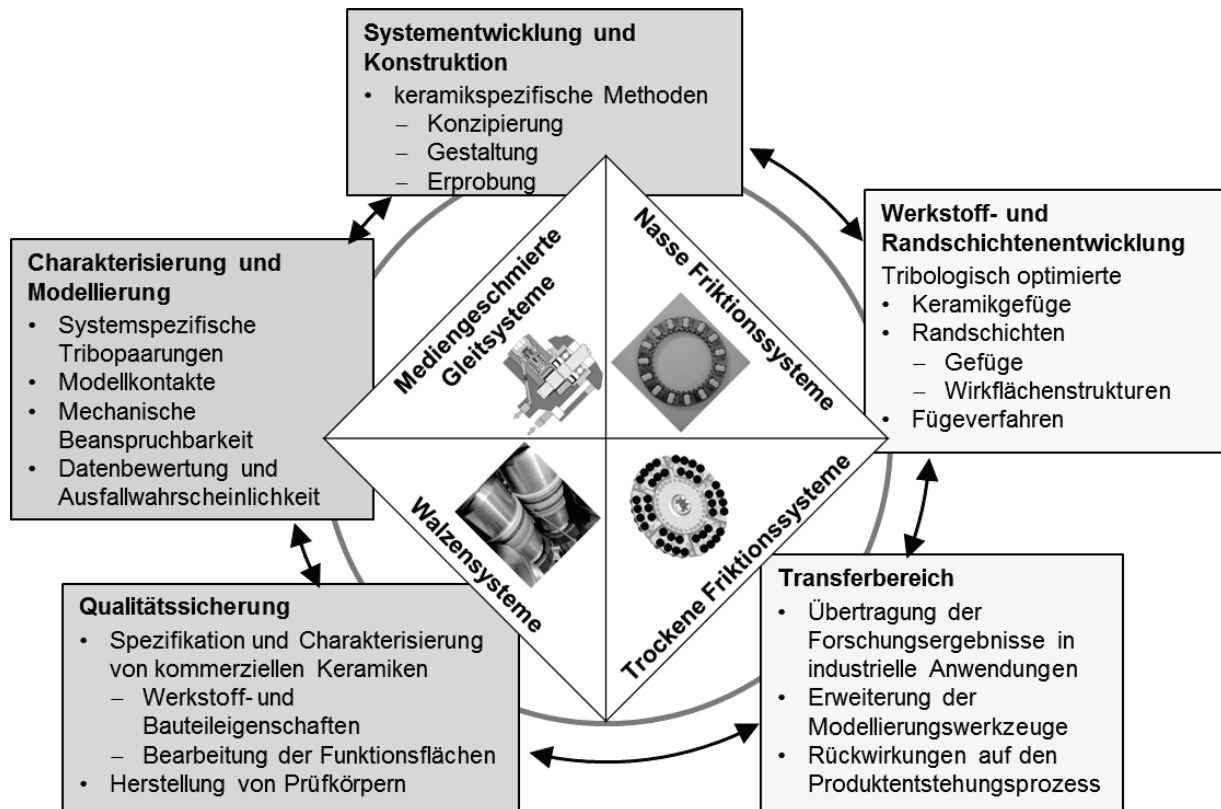 Systementwicklung und
Konstruktion
• keramikspezifische Methoden
– Konzipierung
– Gestaltung
– Erprobung
Charakterisierung und
Modellierung
• Systemspezifische
Tribopaarungen
• Modellkontakte
• Mechanische
Beanspruchbarkeit
• Datenbewertung und
Ausfallwahrscheinlichkeit
Mediengeschmierte
Gleitsysteme
Nasse Friktionssysteme
Werkstoff- und
Randschichtenentwicklung
Tribologisch optimierte
• Keramikgefüge
• Randschichten
– Gefüge
– Wirkflächenstrukturen
• Fügeverfahren
Walzensysteme
Trockene Friktionssysteme
Qualitätssicherung
• Spezifikation und Charakterisierung
von kommerziellen Keramiken
– Werkstoff- und
Bauteileigenschaften
– Bearbeitung der Funktionsflächen
• Herstellung von Prüfkörpern
Transferbereich
• Übertragung der
Forschungsergebnisse in
industrielle Anwendungen
• Erweiterung der
Modellierungswerkzeuge
• Rückwirkungen auf den
Produktentstehungsprozess